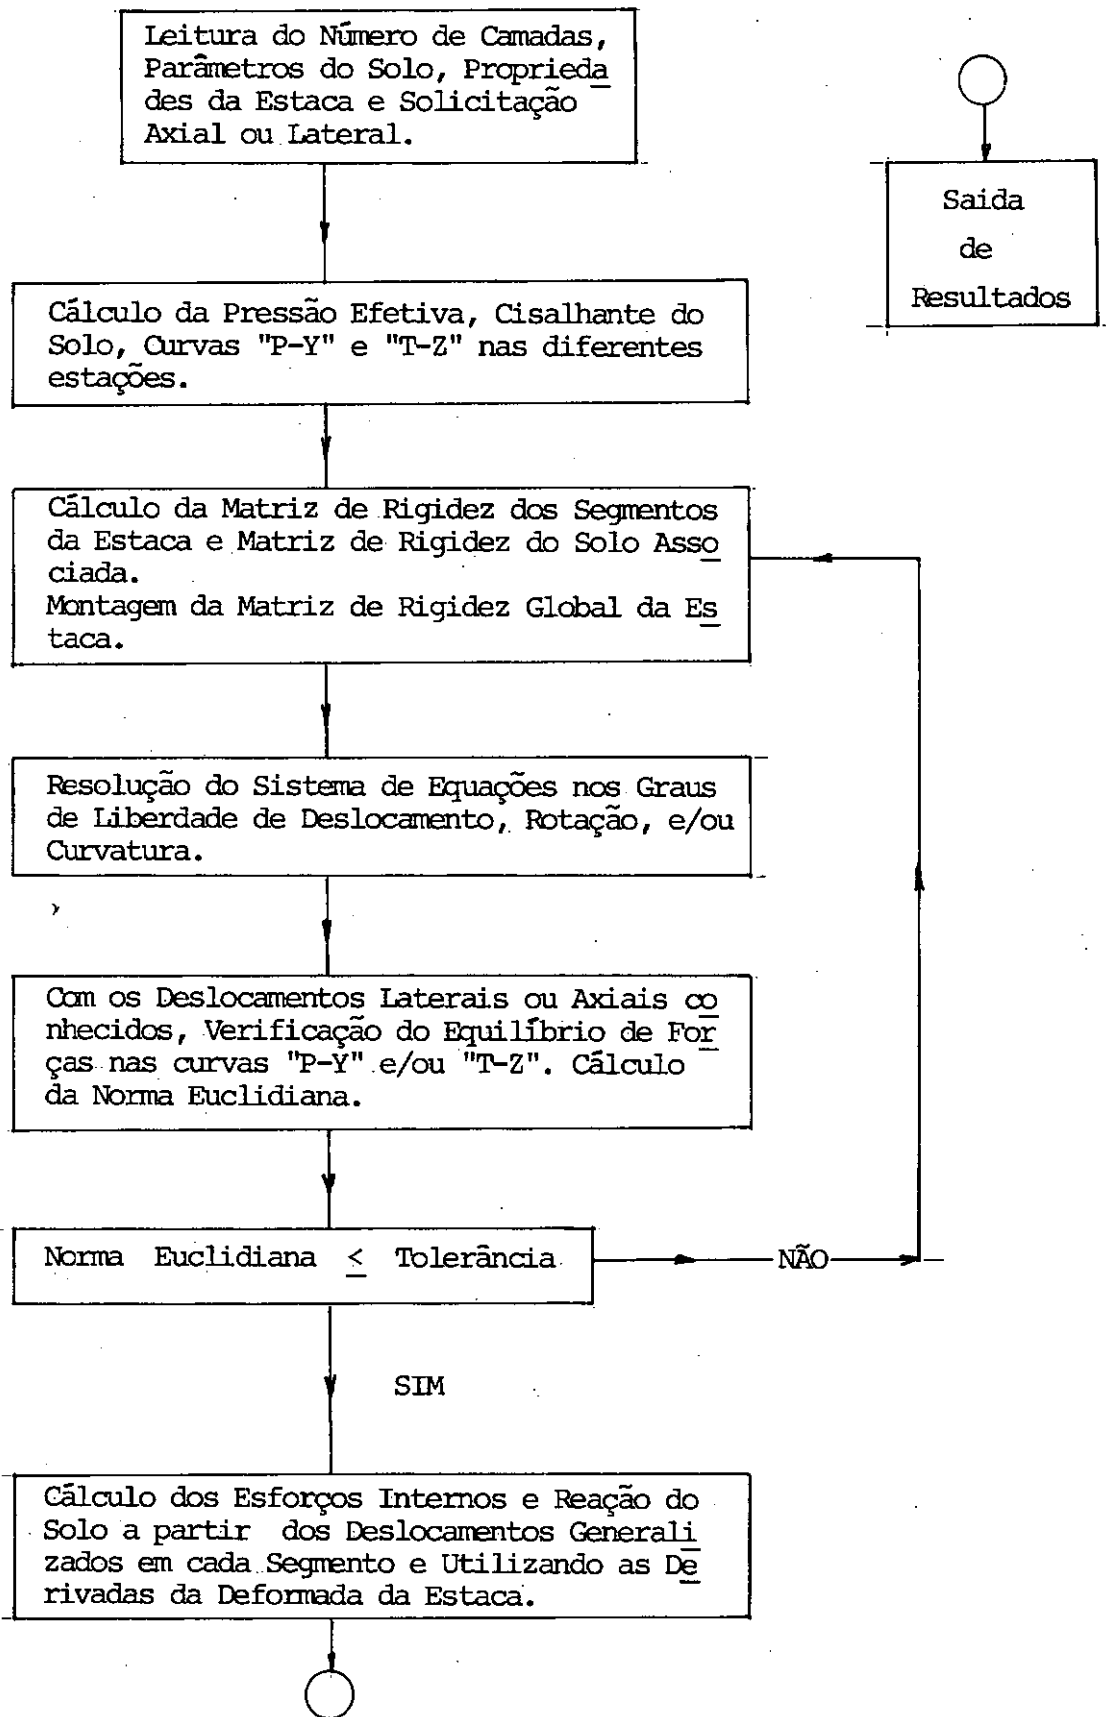 Leitura do Número de Camadas,
Parâmetros do Solo, Proprieda
des da Estaca e Solicitação
Axial ou Lateral.
Saida
de
Resultados
Cálculo da Pressão Efetiva, Cisalhante do
Solo, Curvas "P-Y" e "T-Z" nas diferentes
estações.
Cálculo da Matriz de Rigidez dos Segmentos
da Estaca e Matriz de Rigidez do Solo Asso
ciada.
Montagem da Matriz de Rigidez Global da Es
taca.
Resolução do Sistema de Equações nos Graus
de Liberdade de Deslocamento, Rotação, e/ou
Curvatura.
Com os Deslocamentos Laterais ou Axiais co
nhecidos, Verificação do Equilíbrio de For
ças nas curvas "P-Y" e/ou "T-Z". Cálculo
da Norma Euclidiana.
Norma Euclidiana ≤ Tolerância
NÃO
SIM
Cálculo dos Esforços Internos e Reação do
Solo a partir dos Deslocamentos Generali
zados em cada Segmento e Utilizando as De
rivadas da Deformada da Estaca.